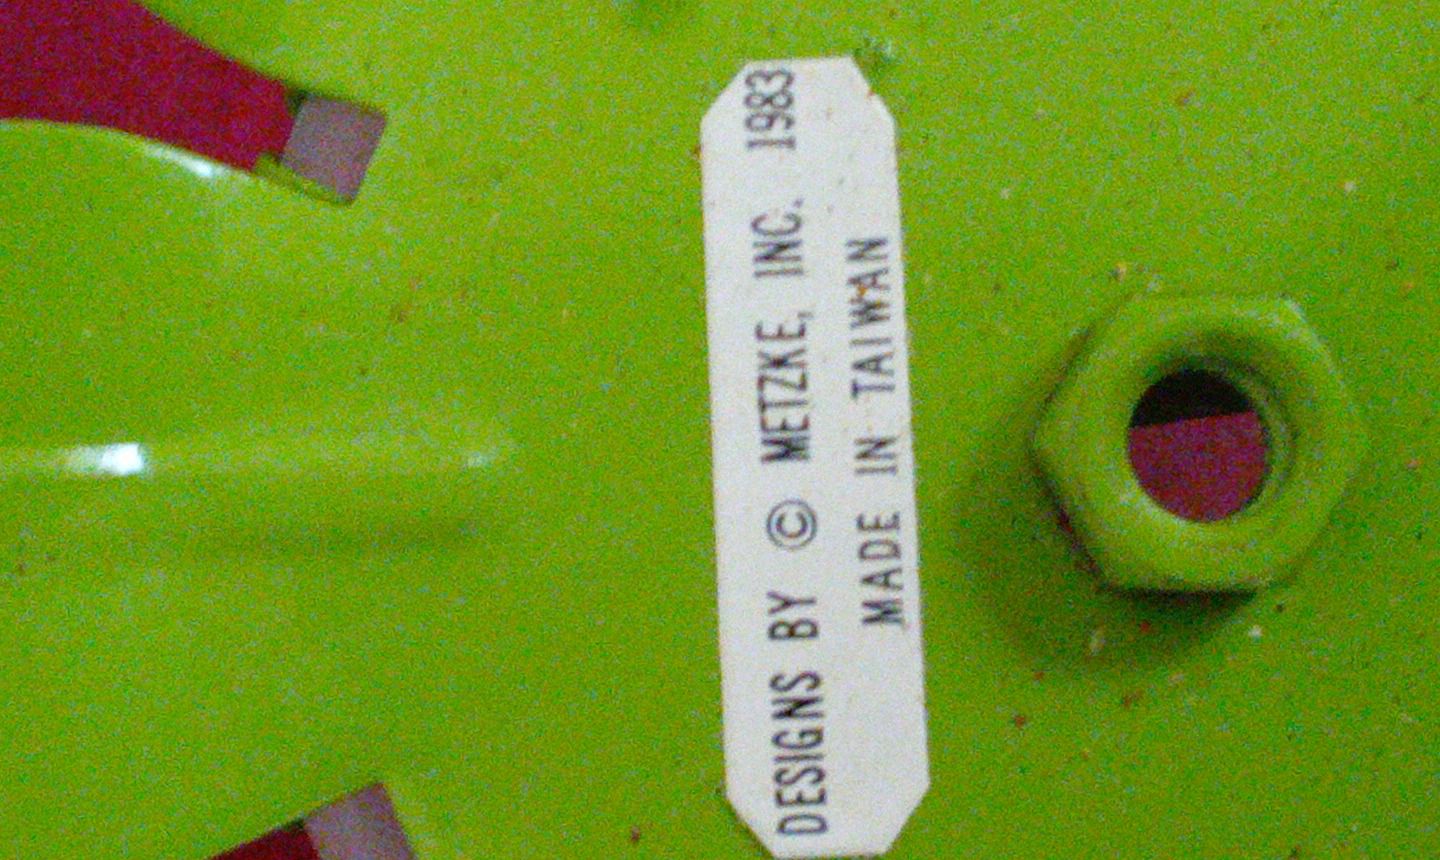 DESIGNS BY © METZKE, INC. 1983
MADE IN TAIWAN